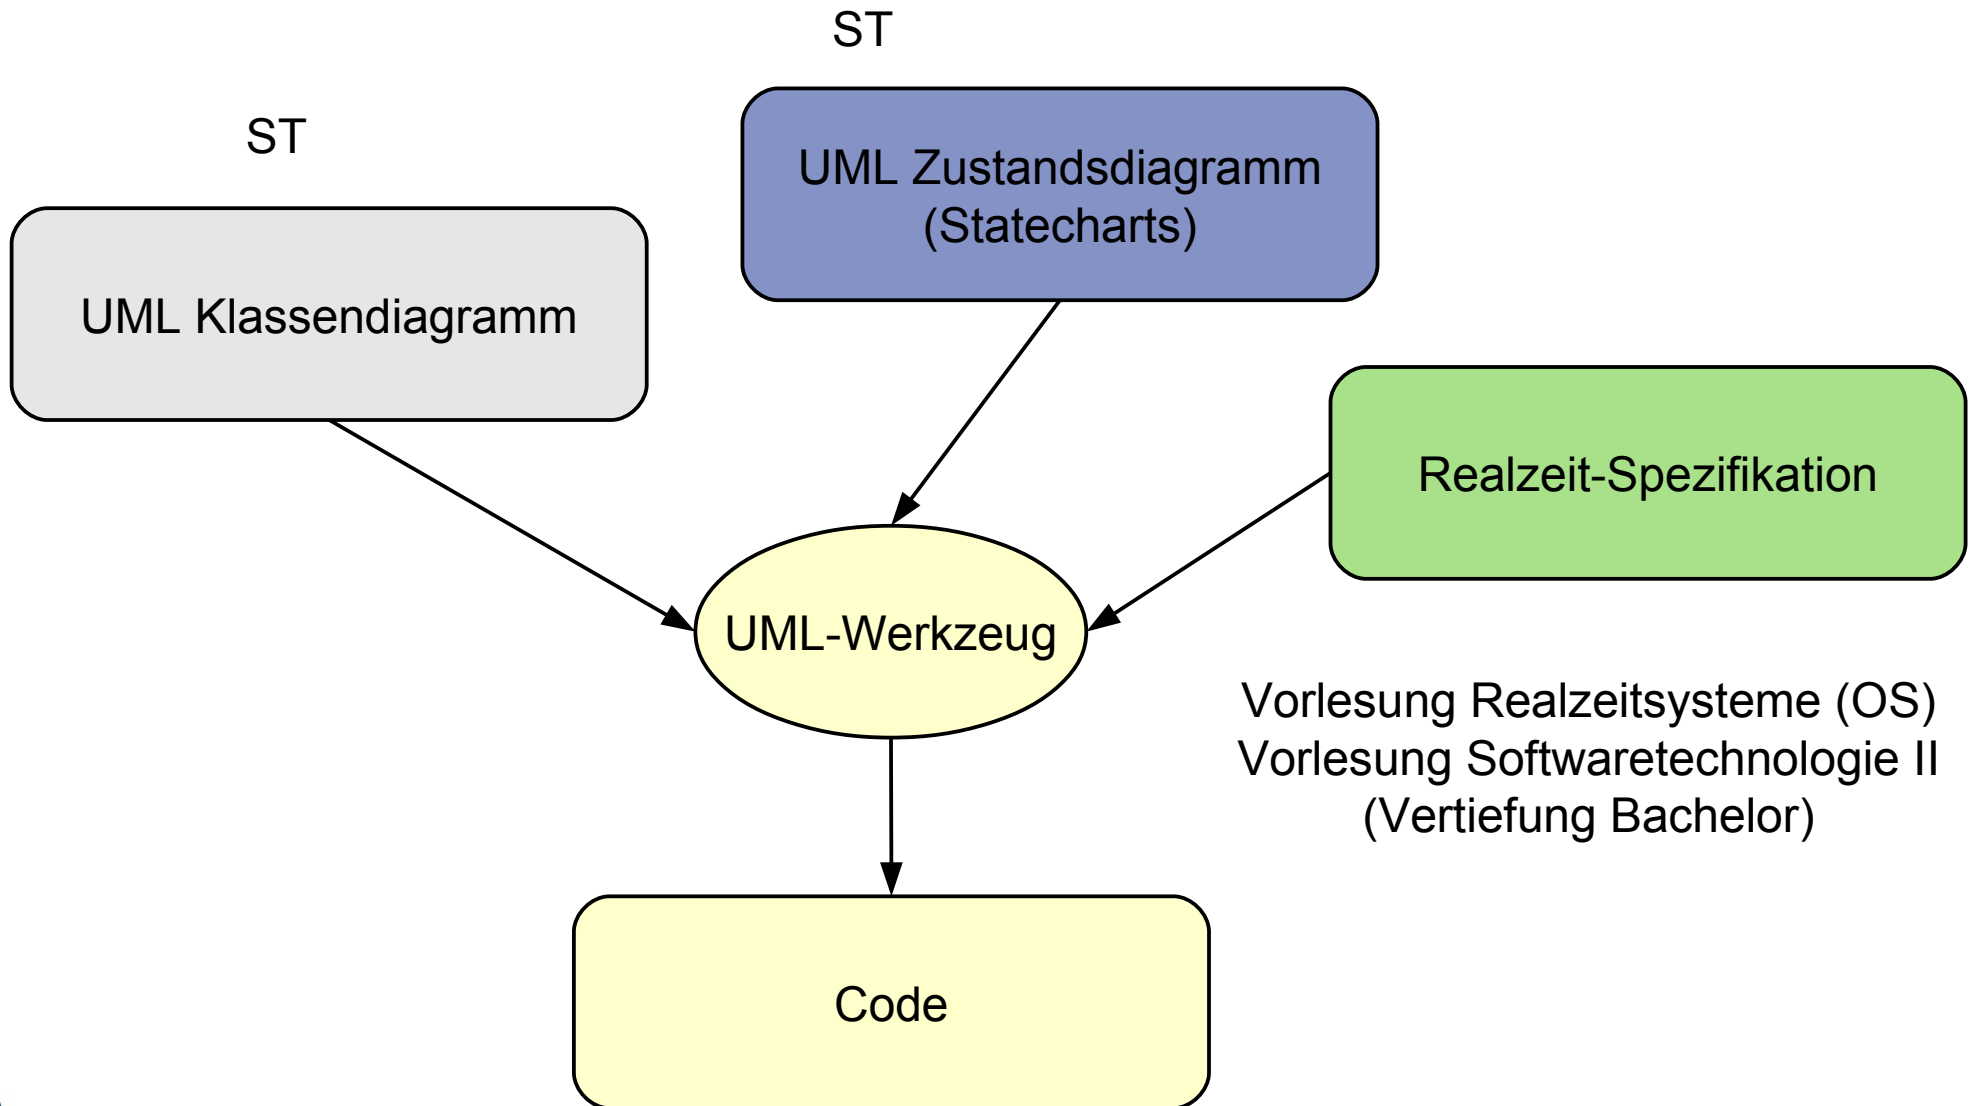 ST
ST
UML Zustandsdiagramm
(Statecharts)
UML Klassendiagramm
Realzeit-Spezifikation
UML-Werkzeug
Vorlesung Realzeitsysteme (OS)
Vorlesung Softwaretechnologie II
(Vertiefung Bachelor)
Code